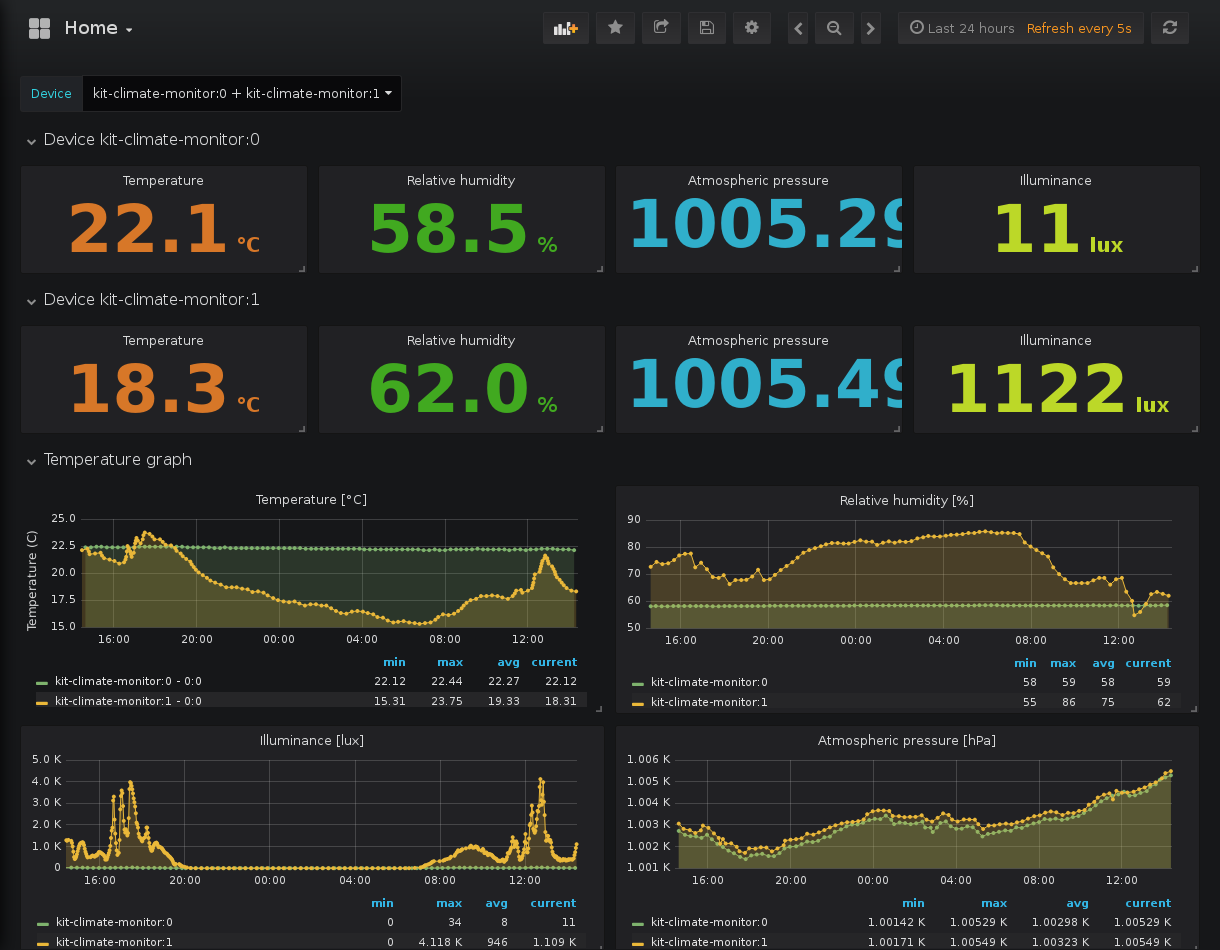 Home
Last 24 hours Refresh every 5s
Device kit-climate-monitor:0 + kit-climate-monitor:1
Device kit-climate-monitor:0
Temperature Relative humidity Atmospheric pressure Illuminance
22.1 °C 58.5 % 1005.29 11 lux
Device kit-climate-monitor:1
Temperature Relative humidity Atmospheric pressure Illuminance
18.3 °C 62.0 % 1005.49 1122 lux
Temperature graph
Temperature [°C]
Temperature (C)
25.0
22.5
20.0
17.5
15.0
16:00 20:00 00:00 04:00 08:00 12:00
min max avg current
kit-climate-monitor:0 - 0:0 22.12 22.44 22.27 22.12
kit-climate-monitor:1 - 0:0 15.31 23.75 19.33 18.31
Relative humidity [%]
90
80
70
60
50
16:00 20:00 00:00 04:00 08:00 12:00
min max avg current
kit-climate-monitor:0 58 59 58 59
kit-climate-monitor:1 55 86 75 62
Illuminance [lux]
5.0 K
4.0 K
3.0 K
2.0 K
1.0 K
0
16:00 20:00 00:00 04:00 08:00 12:00
min max avg current
kit-climate-monitor:0 0 34 8 11
kit-climate-monitor:1 0 4.118 K 946 1.109 K
Atmospheric pressure [hPa]
1.006 K
1.005 K
1.004 K
1.003 K
1.002 K
1.001 K
16:00 20:00 00:00 04:00 08:00 12:00
min max avg current
kit-climate-monitor:0 1.00142 K 1.00529 K 1.00298 K 1.00529 K
kit-climate-monitor:1 1.00171 K 1.00549 K 1.00323 K 1.00549 K